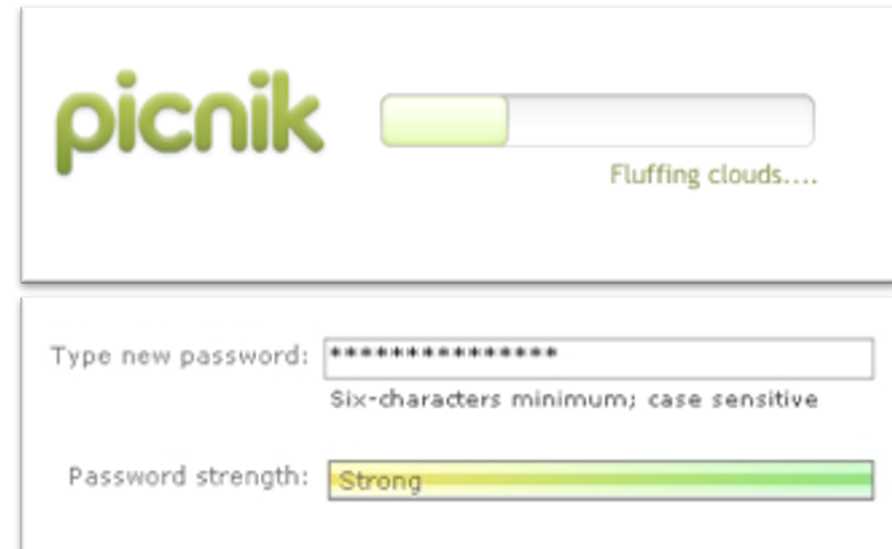 picnik
Fluffing clouds....
Type new password: ***************
Six-characters minimum; case sensitive
Password strength: Strong